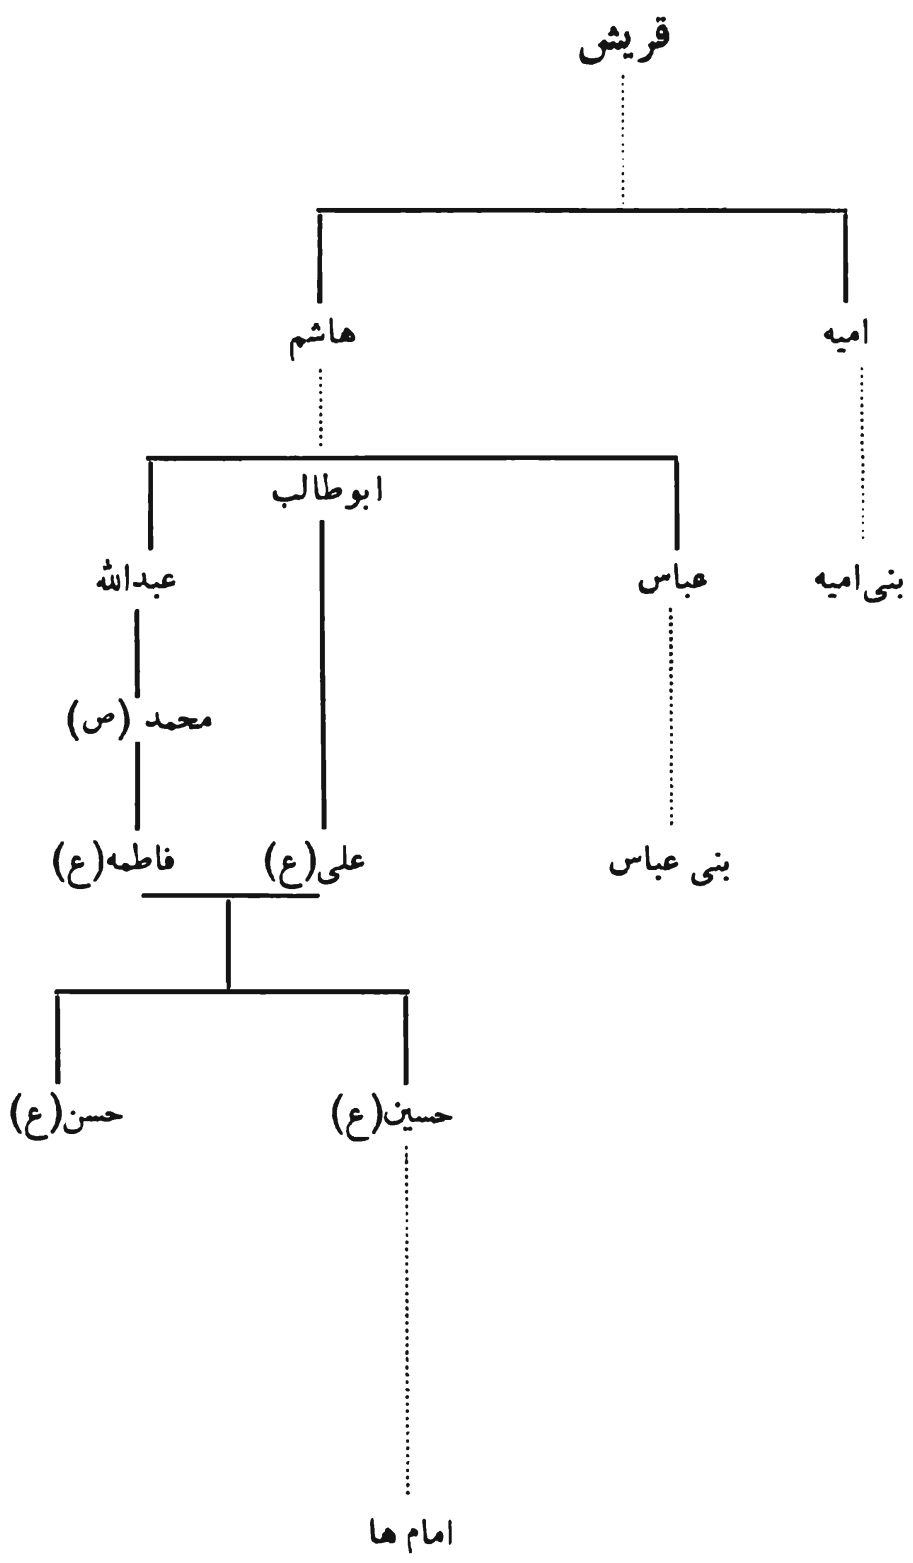 قریش
امیه
هاشم
ابوطالب
بنی امیه
عباس
عبدالله
محمد (ص)
بنی عباس
علی (ع)
فاطمه (ع)
حسین (ع)
حسن (ع)
امام ها